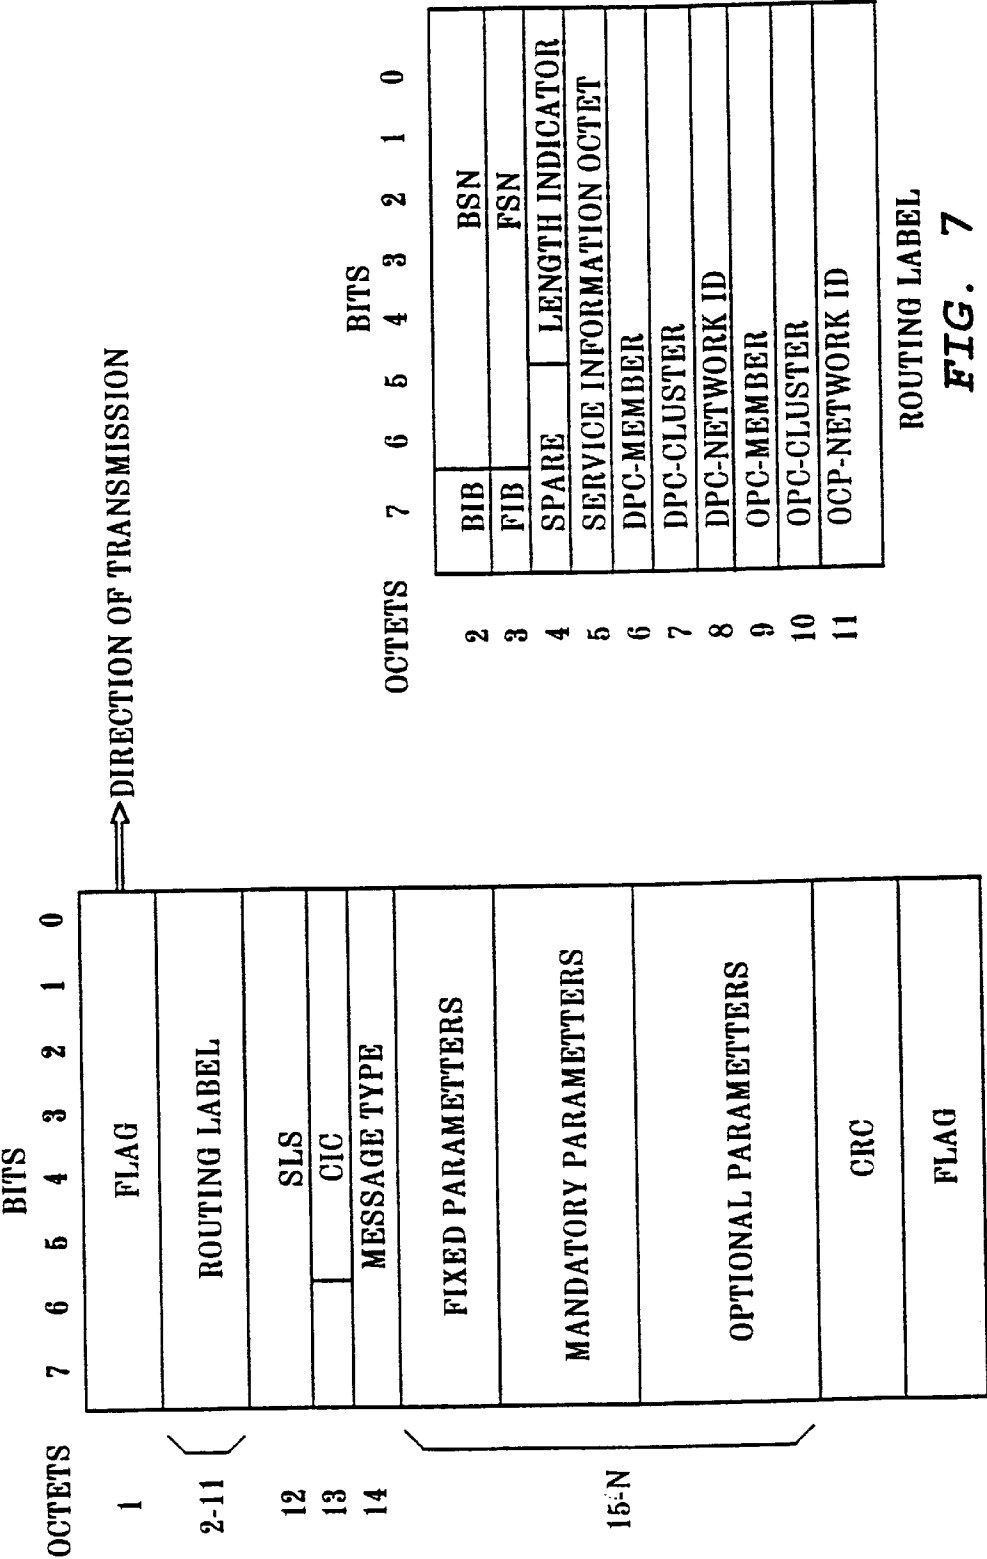 BITS
OCTETS 7 6 5 4 3 2 1 0
1 FLAG
DIRECTION OF TRANSMISSION
2-11 ROUTING LABEL
12 SLS
13 CIC
14 MESSAGE TYPE
15-N
FIXED PARAMETTERS
MANDATORY PARAMETTERS
OPTIONAL PARAMETTERS
CRC
FLAG
BITS
OCTETS 7 6 5 4 3 2 1 0
2 BIB BSN
3 FIB FSN
4 SPARE LENGTH INDICATOR
5 SERVICE INFORMATION OCTET
6 DPC-MEMBER
7 DPC-CLUSTER
8 DPC-NETWORK ID
9 OPC-MEMBER
10 OPC-CLUSTER
11 OCP-NETWORK ID
ROUTING LABEL
FIG. 7